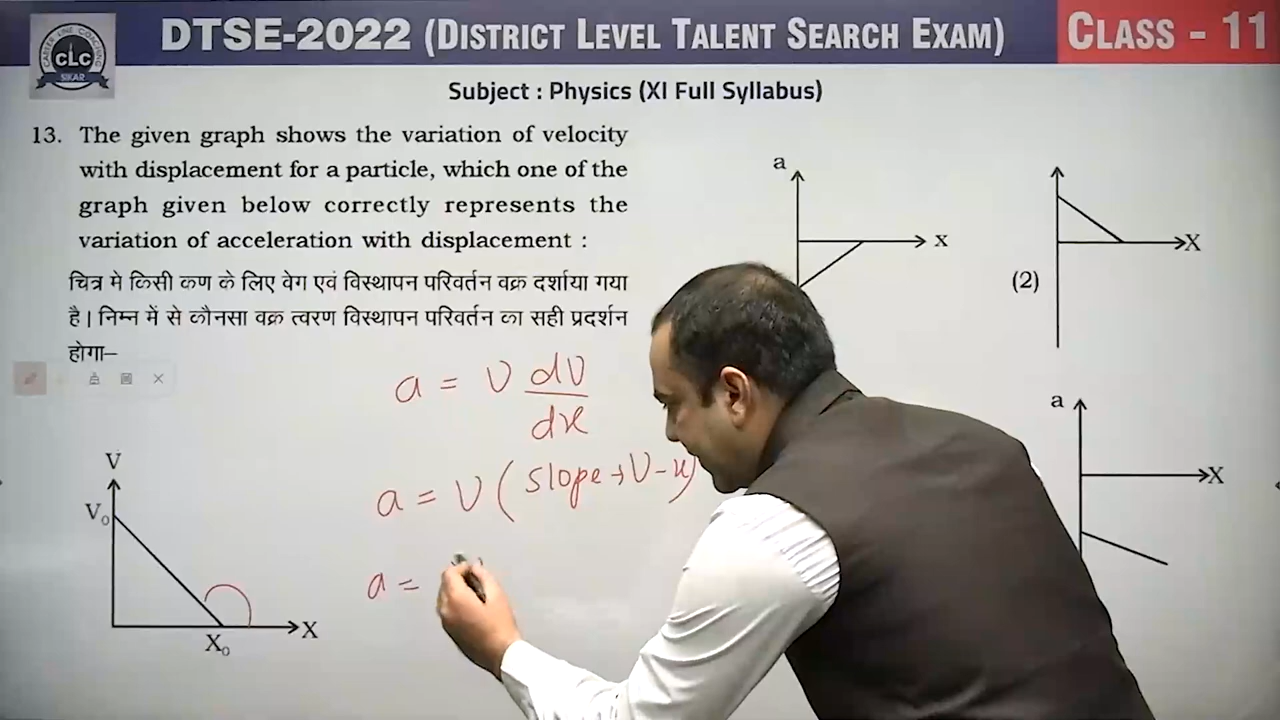 CAREER LINE COACHING
CLC
SIKAR
DTSE-2022 (DISTRICT LEVEL TALENT SEARCH EXAM)
CLASS - 11
Subject : Physics (XI Full Syllabus)
13. The given graph shows the variation of velocity
with displacement for a particle, which one of the
graph given below correctly represents the
variation of acceleration with displacement :
चित्र मे किसी कण के लिए वेग एवं विस्थापन परिवर्तन वक्र दर्शाया गया
है। निम्न में से कौनसा वक्र त्वरण विस्थापन परिवर्तन का सही प्रदर्शन
होगा–
a = v dv/dx
a = v ( slope → v-x)
a =
V
V₀
X₀
X
a
x
(2)
X
a
X